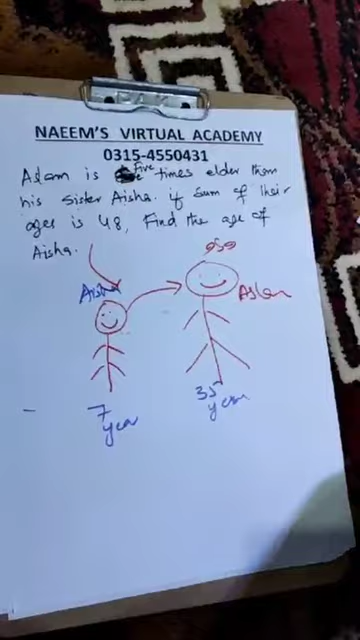 NAEEM'S VIRTUAL ACADEMY
0315-4550431
Aslam is five times elder then
his Sister Aisha. if sum of their
ages is 48, Find the age of
Aisha.
Aisha
Aslam
7
year
35
year